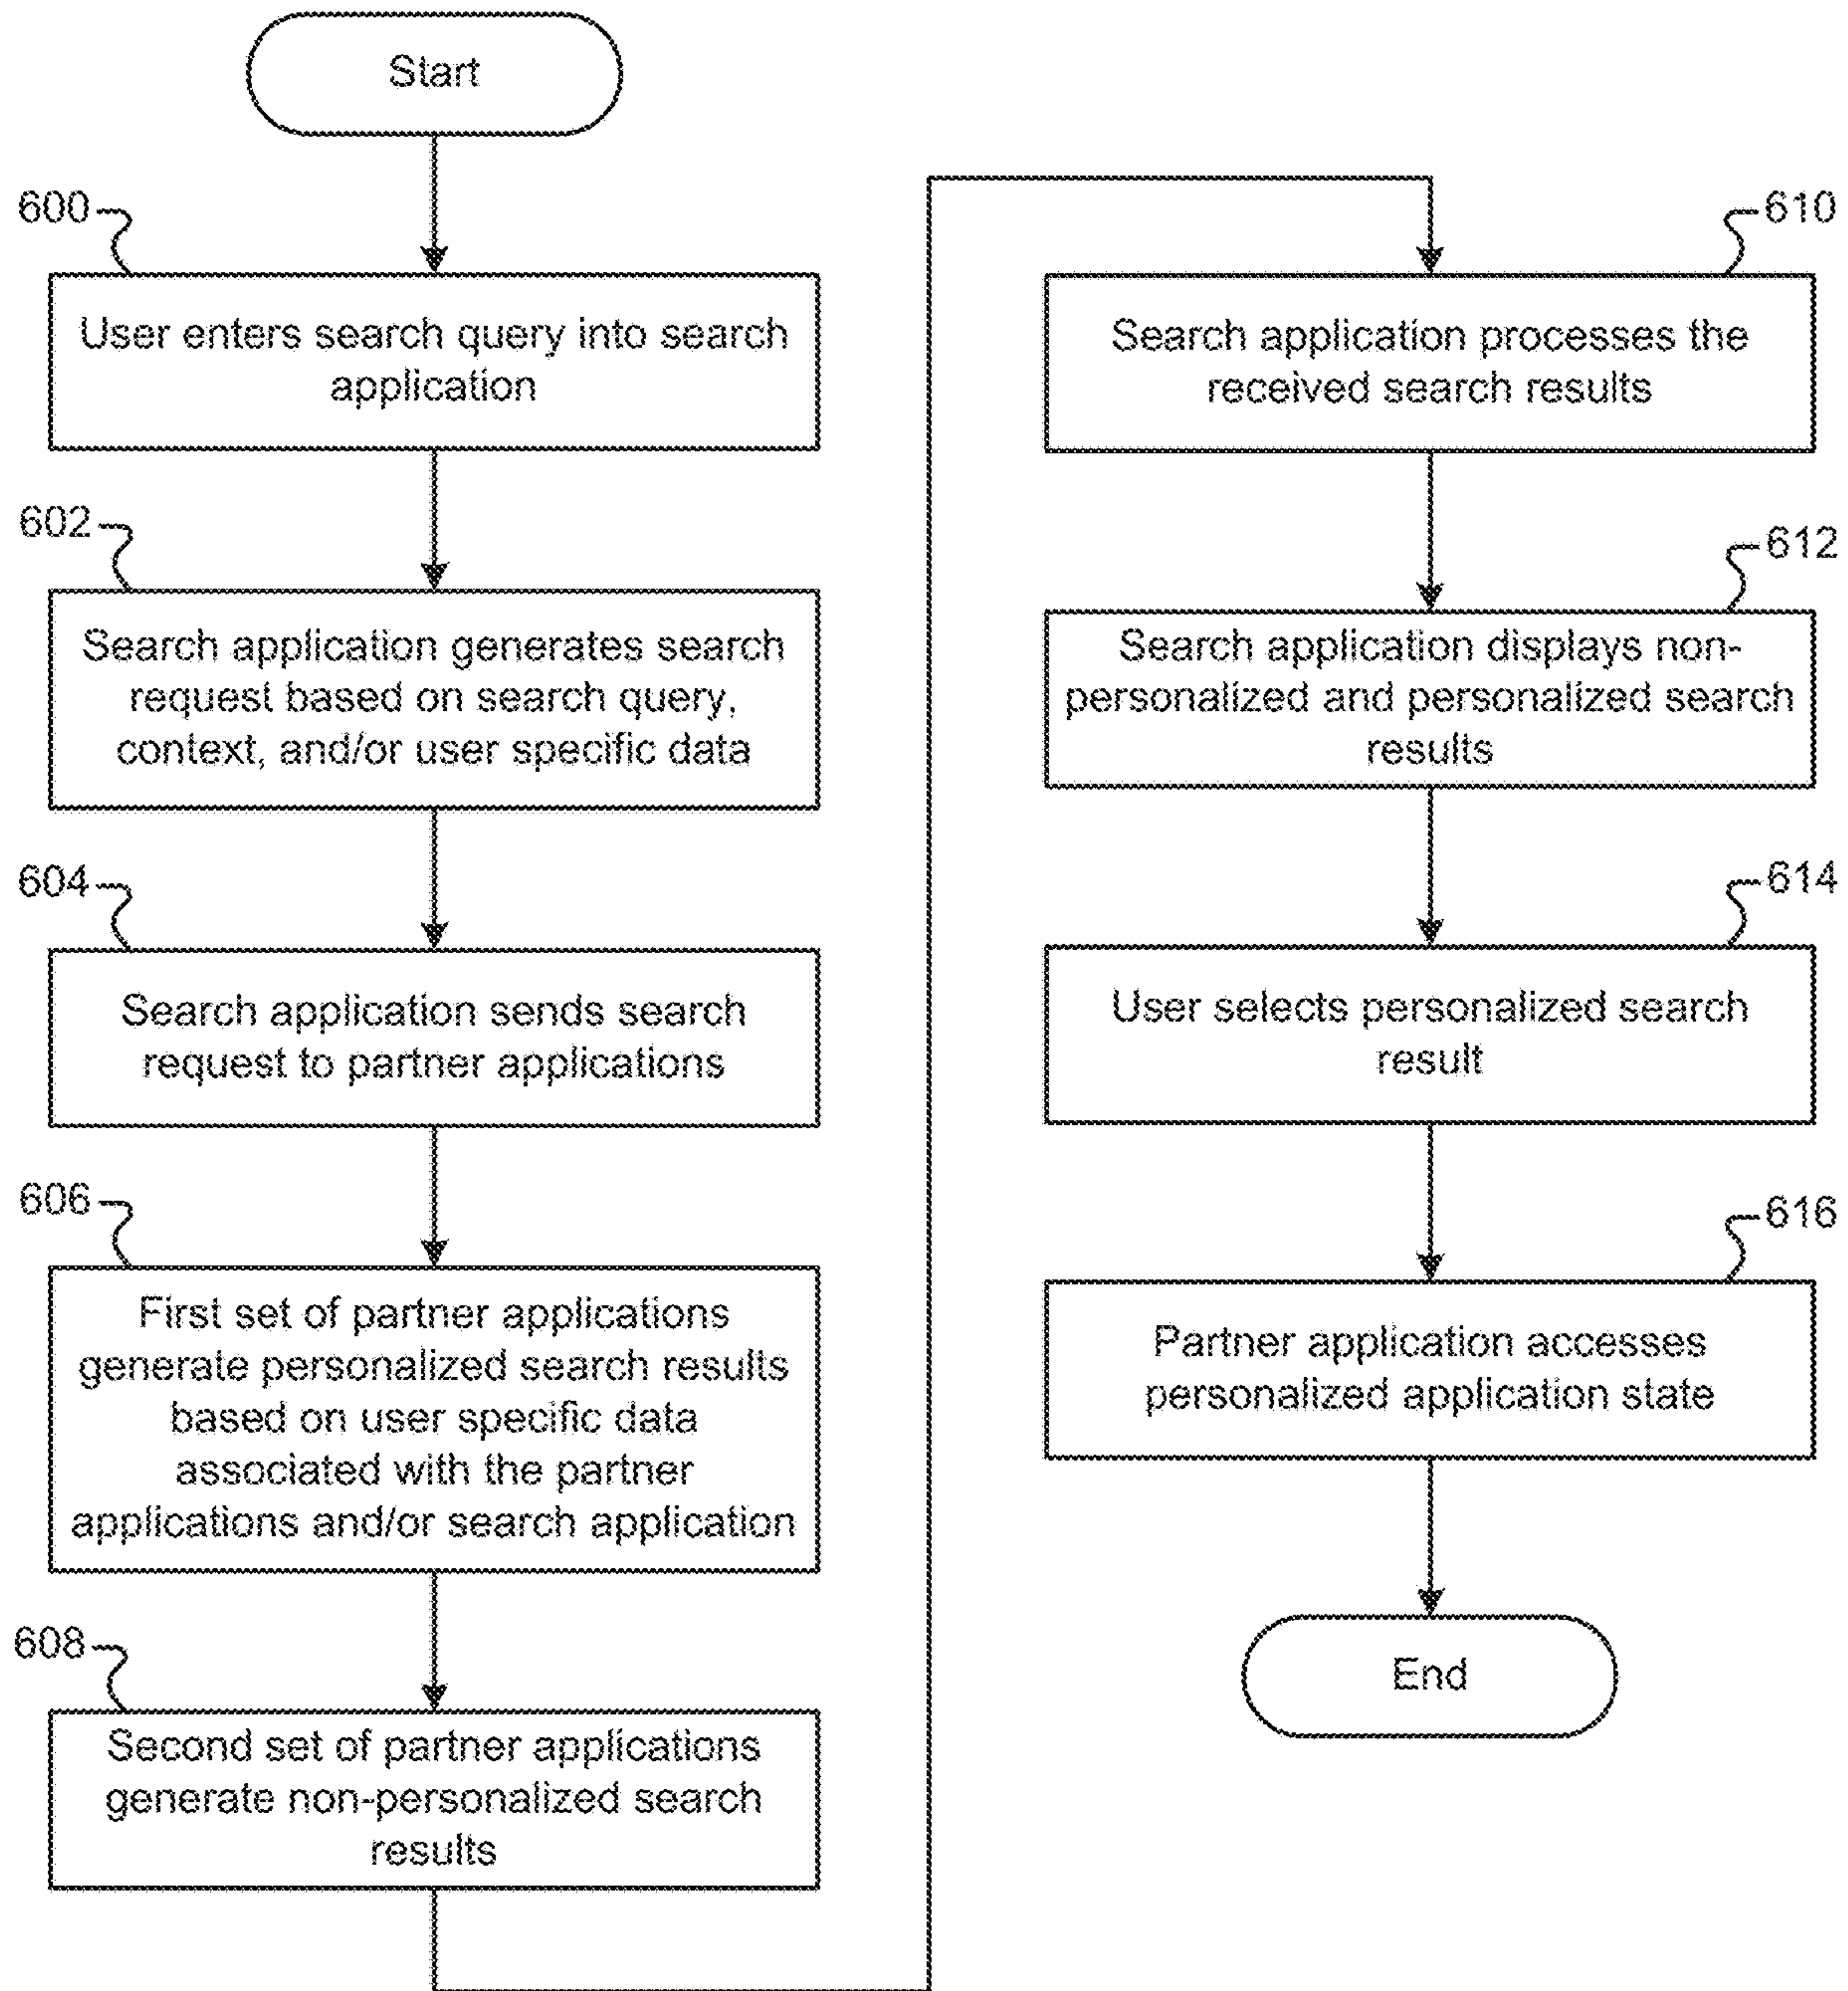 Start
600
User enters search query into search
application
602
Search application generates search
request based on search query,
context, and/or user specific data
604
Search application sends search
request to partner applications
606
First set of partner applications
generate personalized search results
based on user specific data
associated with the partner
applications and/or search application
608
Second set of partner applications
generate non-personalized search
results
610
Search application processes the
received search results
612
Search application displays non-
personalized and personalized search
results
614
User selects personalized search
result
616
Partner application accesses
personalized application state
End